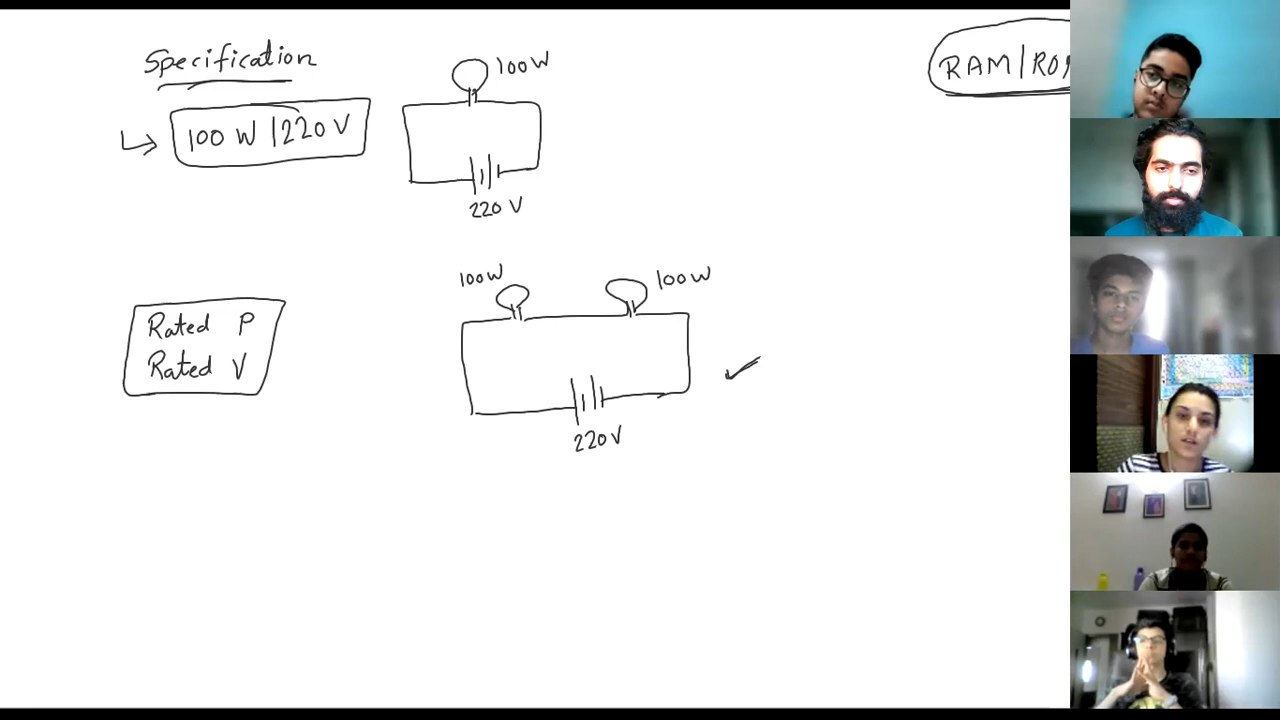 Specification
100 W | 220 V
100W
220 V
RAM/RO
100W
100W
Rated P
Rated V
220V